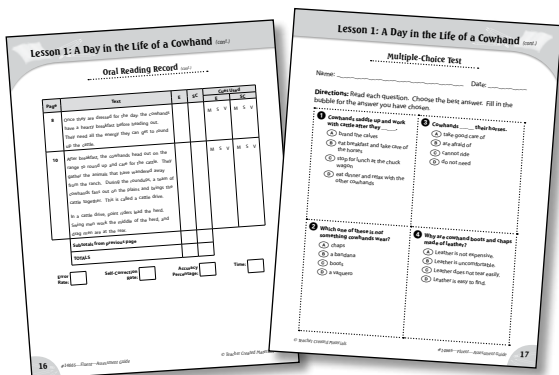 Lesson 1: A Day in the Life of a Cowhand (cont.)
Oral Reading Record (cont.)
Page# Text E SC Cues Used
E SC
M S V M S V
8 Once they are dressed for the day, the cowhands
have a hearty breakfast before heading out.
They need all the energy they can get to round
up the cattle.
M S V M S V
10 After breakfast, the cowhands head out on the
range to round up and care for the cattle. They
gather the animals that have wandered away
from the ranch. During the roundups, a team of
cowhands fans out on the plains and brings the
cattle together. This is called a cattle drive.
In a cattle drive, point riders lead the herd.
Swing men work the middle of the herd, and
drag men are at the rear.
Subtotals from previous page
TOTALS
Error
Rate:
Self-Correction
Rate:
Accuracy
Percentage:
Time:
16 #14883—Fluent—Assessment Guide © Teacher Created Materials
Lesson 1: A Day in the Life of a Cowhand (cont.)
Multiple-Choice Test
Name: Date:
Directions: Read each question. Choose the best answer. Fill in the
bubble for the answer you have chosen.
1 Cowhands saddle up and work
with cattle after they
A brand the calves
B eat breakfast and take care of
the horses
C stop for lunch at the chuck
wagon
D eat dinner and relax with the
other cowhands
2 Which one of these is not
something cowhands wear?
A chaps
B a bandana
C boots
D a vaquero
3 Cowhands their horses.
A take good care of
B are afraid of
C cannot ride
D do not need
4 Why are cowhand boots and chaps
made of leather?
A Leather is not expensive.
B Leather is uncomfortable.
C Leather does not tear easily.
D Leather is easy to find.
© Teacher Created Materials #14883—Fluent—Assessment Guide 17